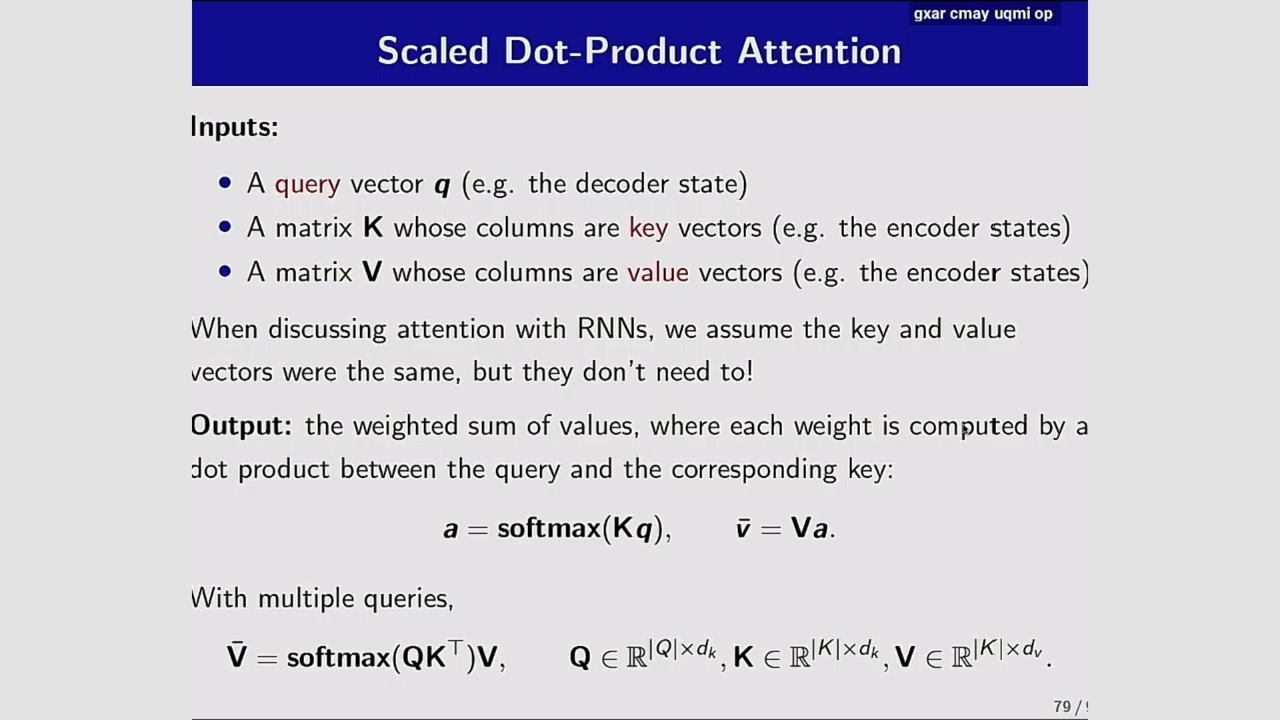 gxar cmay uqmi op
Scaled Dot-Product Attention
Inputs:
• A query vector q (e.g. the decoder state)
• A matrix K whose columns are key vectors (e.g. the encoder states)
• A matrix V whose columns are value vectors (e.g. the encoder states)
When discussing attention with RNNs, we assume the key and value
vectors were the same, but they don't need to!
Output: the weighted sum of values, where each weight is computed by a
dot product between the query and the corresponding key:
a = softmax(Kq), v̄ = Va.
With multiple queries,
V̄ = softmax(QK⊤)V, Q ∈ ℝ^{|Q|×d_k}, K ∈ ℝ^{|K|×d_k}, V ∈ ℝ^{|K|×d_v}.
79 /